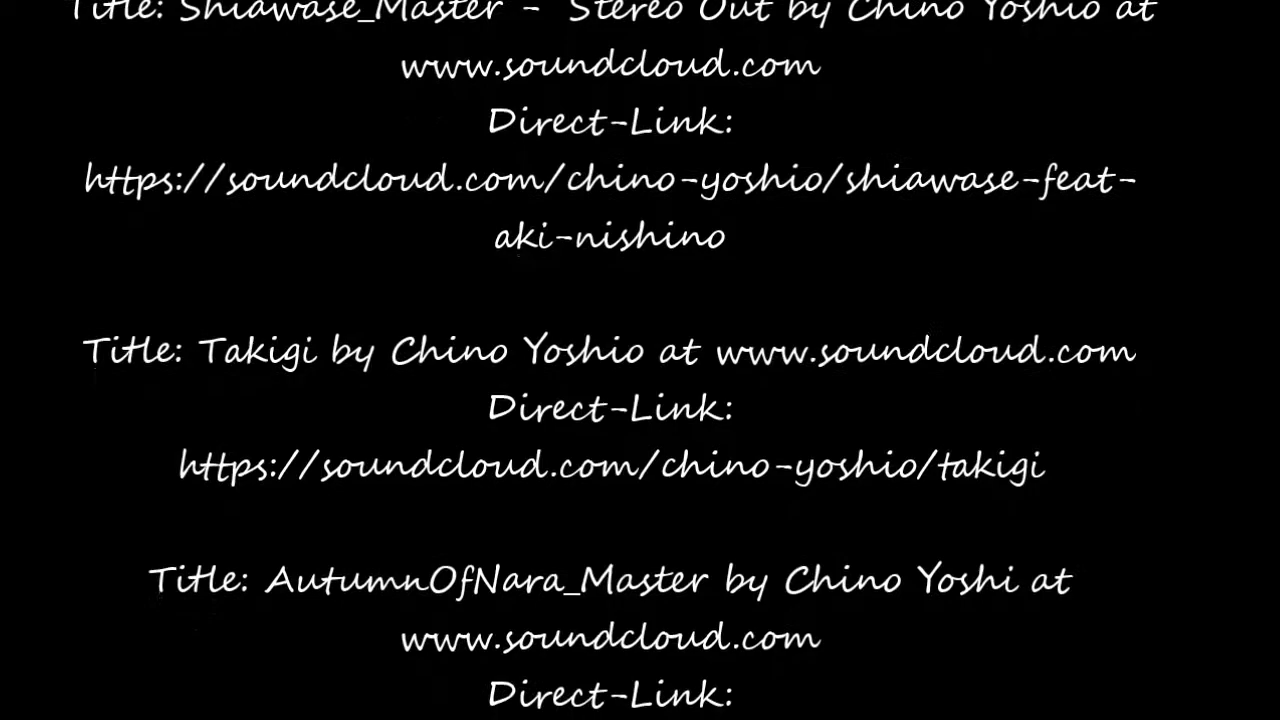 Title: Shiawase_Master - Stereo Out by Chino Yoshio at
www.soundcloud.com
Direct-Link:
https://soundcloud.com/chino-yoshio/shiawase-feat-
aki-nishino
Title: Takigi by Chino Yoshio at www.soundcloud.com
Direct-Link:
https://soundcloud.com/chino-yoshio/takigi
Title: AutumnOfNara_Master by Chino Yoshi at
www.soundcloud.com
Direct-Link: